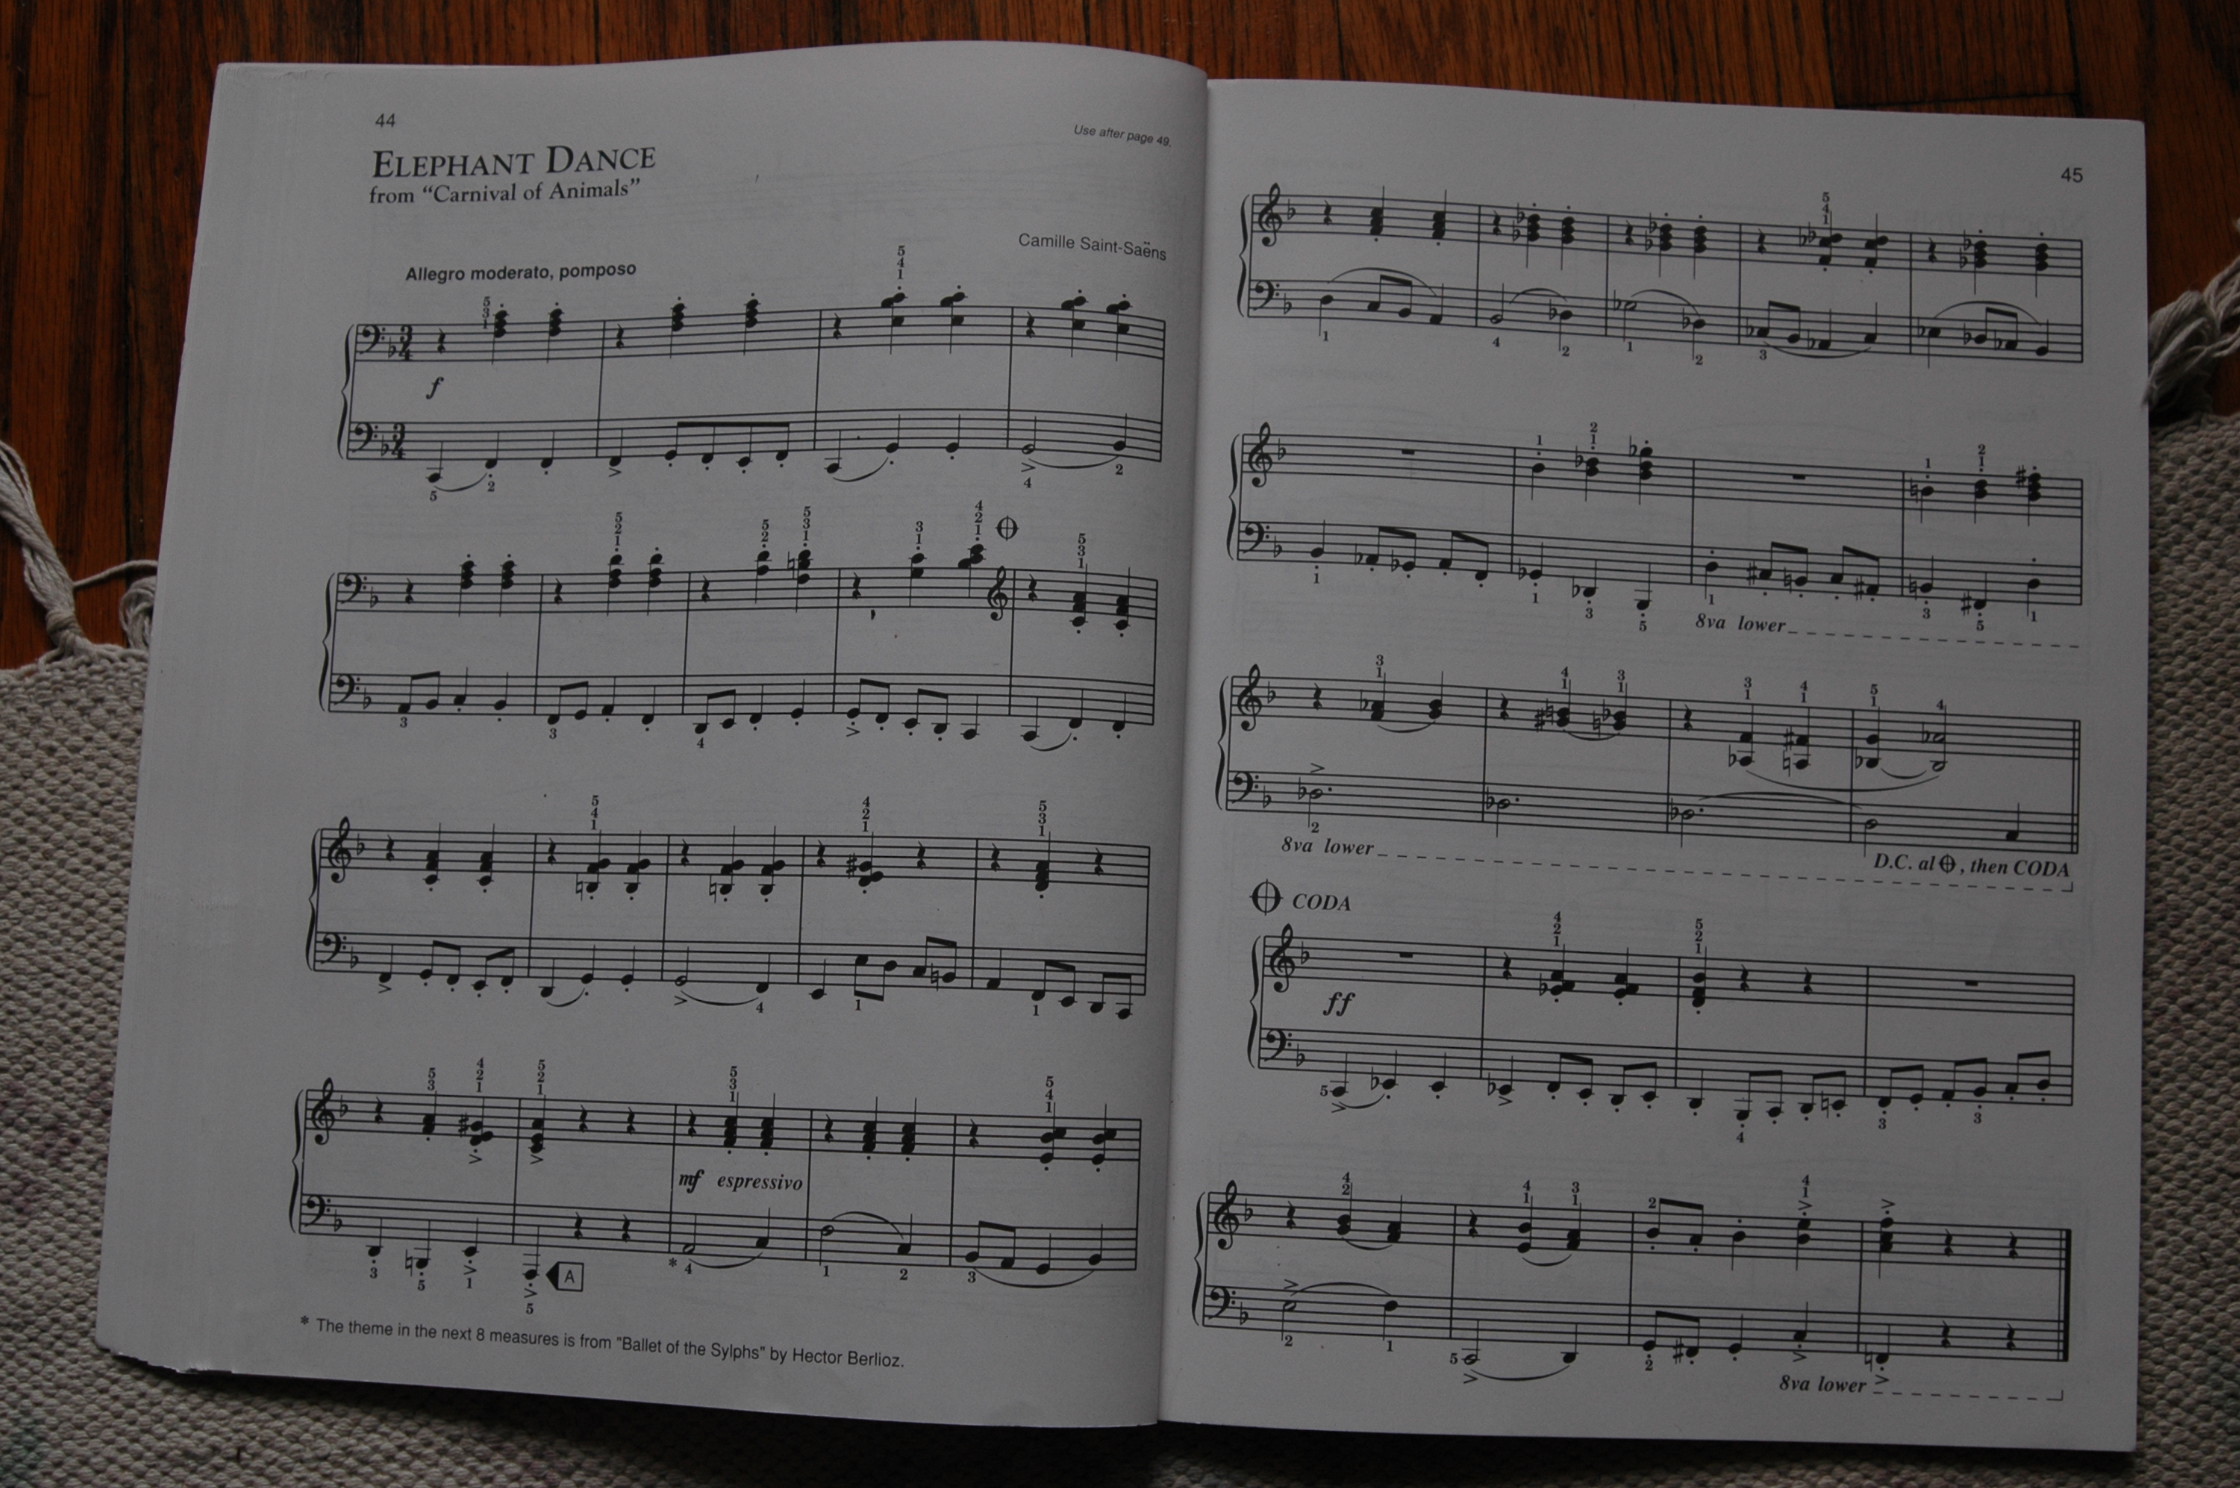 44
Use after page 49.
ELEPHANT DANCE
from “Carnival of Animals”
Camille Saint-Saëns
Allegro moderato, pomposo
f
mf espressivo
A
* The theme in the next 8 measures is from "Ballet of the Sylphs" by Hector Berlioz.
45
8va lower
8va lower
D.C. al , then CODA
CODA
ff
8va lower